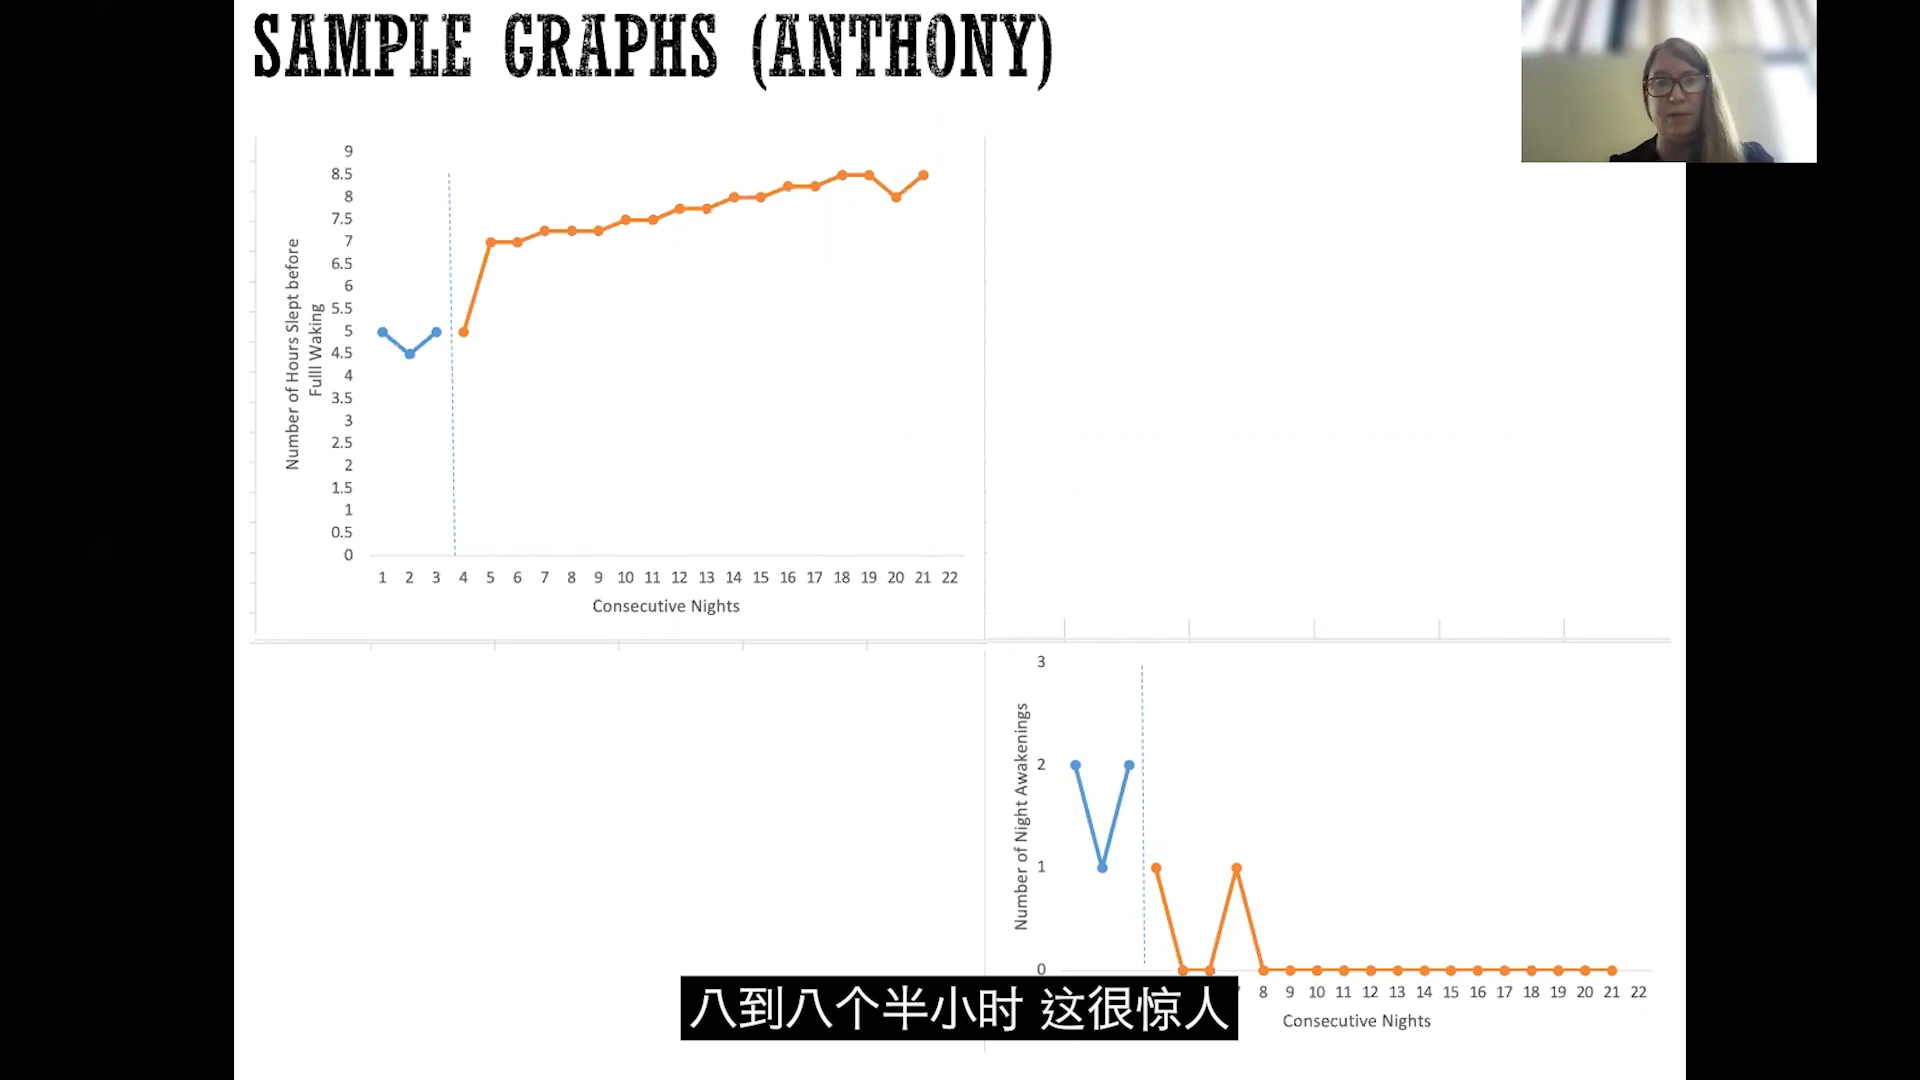 SAMPLE GRAPHS (ANTHONY)
9
8.5
8
7.5
7
6.5
6
5.5
5
4.5
4
3.5
3
2.5
2
1.5
1
0.5
0
Number of Hours Slept before
Fulll Waking
1 2 3 4 5 6 7 8 9 10 11 12 13 14 15 16 17 18 19 20 21 22
Consecutive Nights
3
2
1
0
Number of Night Awakenings
8 9 10 11 12 13 14 15 16 17 18 19 20 21 22
Consecutive Nights
八到八个半小时 这很惊人